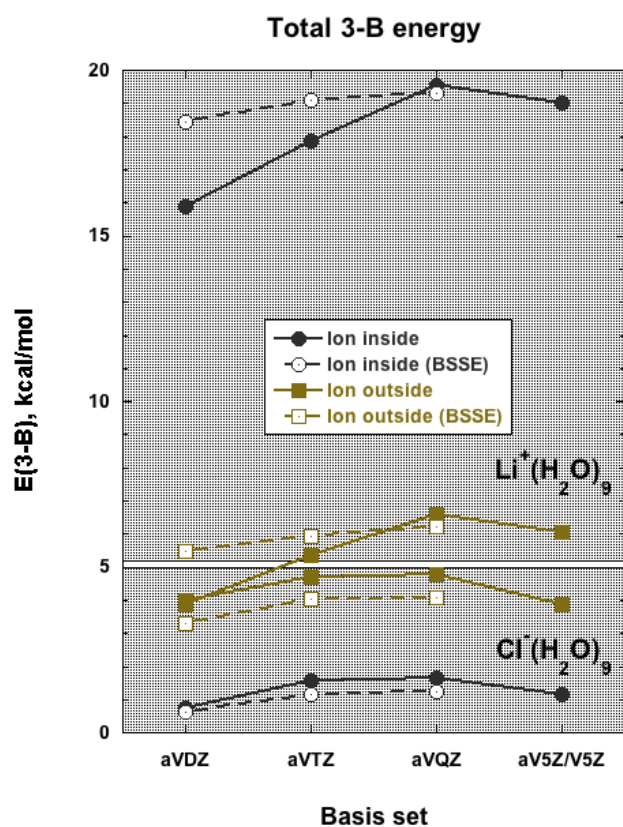 Total 3-B energy
E(3-B), kcal/mol
20
15
10
5
0
Ion inside
Ion inside (BSSE)
Ion outside
Ion outside (BSSE)
Li⁺(H₂O)₉
Cl⁻(H₂O)₉
aVDZ aVTZ aVQZ aV5Z/V5Z
Basis set